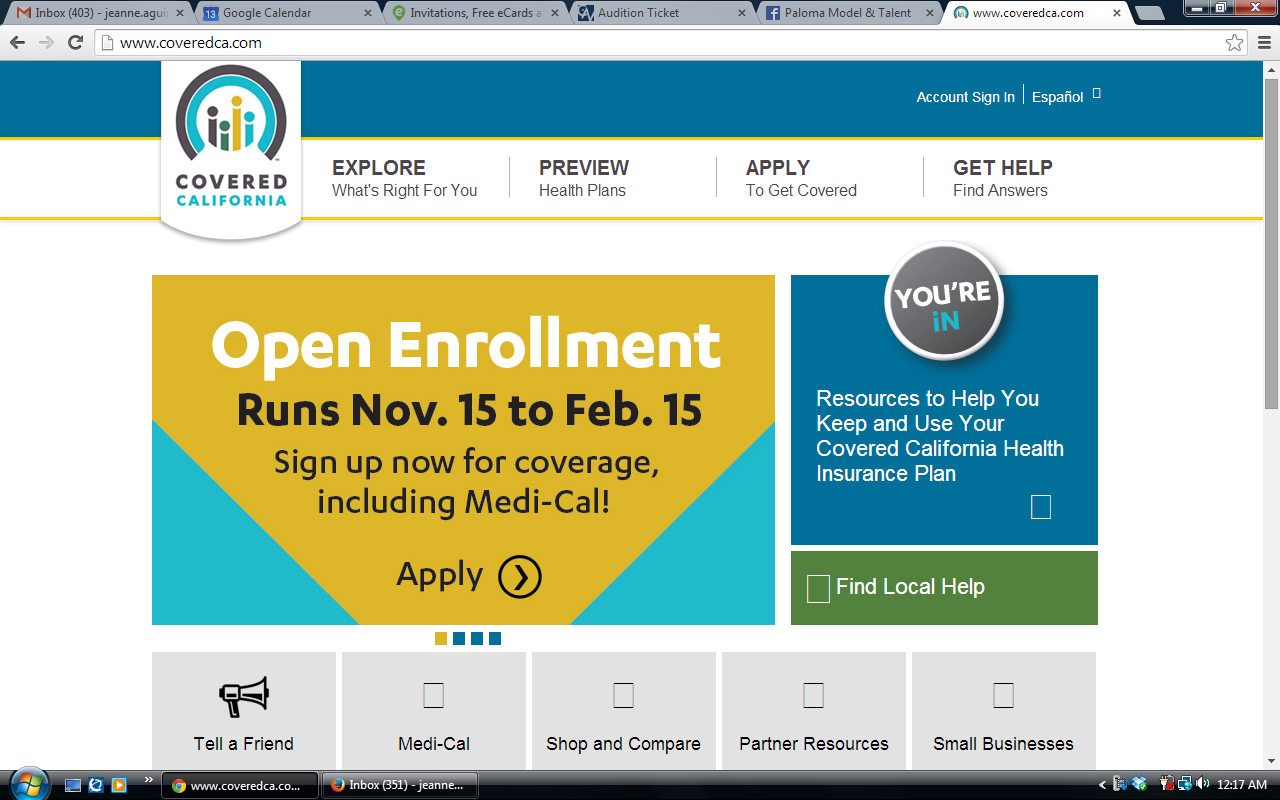 Inbox (403) - jeanne.agui
Google Calendar
Invitations, Free eCards a
Audition Ticket
Paloma Model & Talent
www.coveredca.com
www.coveredca.com
Account Sign In
Español
COVERED
CALIFORNIA
EXPLORE
What's Right For You
PREVIEW
Health Plans
APPLY
To Get Covered
GET HELP
Find Answers
Open Enrollment
Runs Nov. 15 to Feb. 15
Sign up now for coverage,
including Medi-Cal!
Apply
YOU'RE
iN
Resources to Help You
Keep and Use Your
Covered California Health
Insurance Plan
Find Local Help
Tell a Friend
Medi-Cal
Shop and Compare
Partner Resources
Small Businesses
www.coveredca.co...
Inbox (351) - jeanne...
12:17 AM